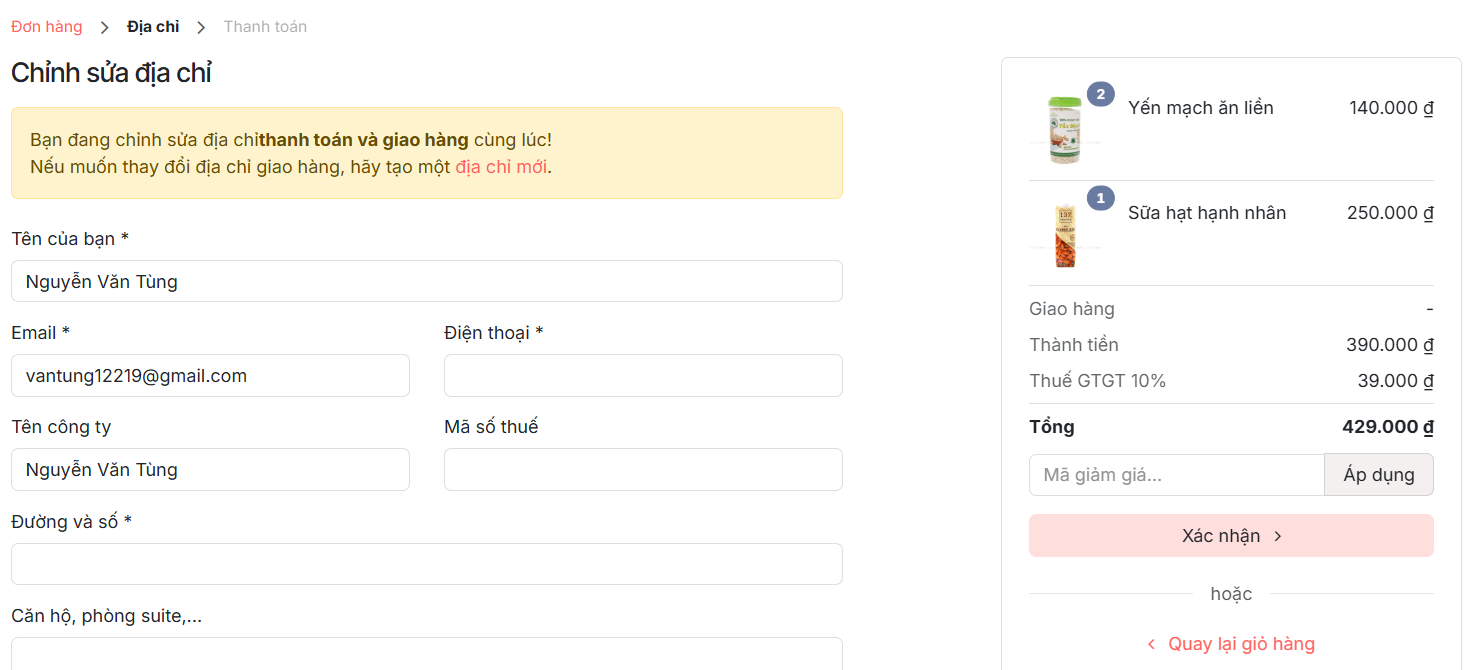 Đơn hàng > Địa chỉ > Thanh toán
Chỉnh sửa địa chỉ
Bạn đang chỉnh sửa địa chỉthanh toán và giao hàng cùng lúc!
Nếu muốn thay đổi địa chỉ giao hàng, hãy tạo một địa chỉ mới.
Tên của bạn *
Nguyễn Văn Tùng
Email *
Điện thoại *
vantung12219@gmail.com
Tên công ty
Mã số thuế
Nguyễn Văn Tùng
Đường và số *
Căn hộ, phòng suite,...
2
Yến mạch ăn liền 140.000 ₫
1
Sữa hạt hạnh nhân 250.000 ₫
137
Giao hàng -
Thành tiền 390.000 ₫
Thuế GTGT 10% 39.000 ₫
Tổng 429.000 ₫
Mã giảm giá... Áp dụng
Xác nhận >
hoặc
< Quay lại giỏ hàng